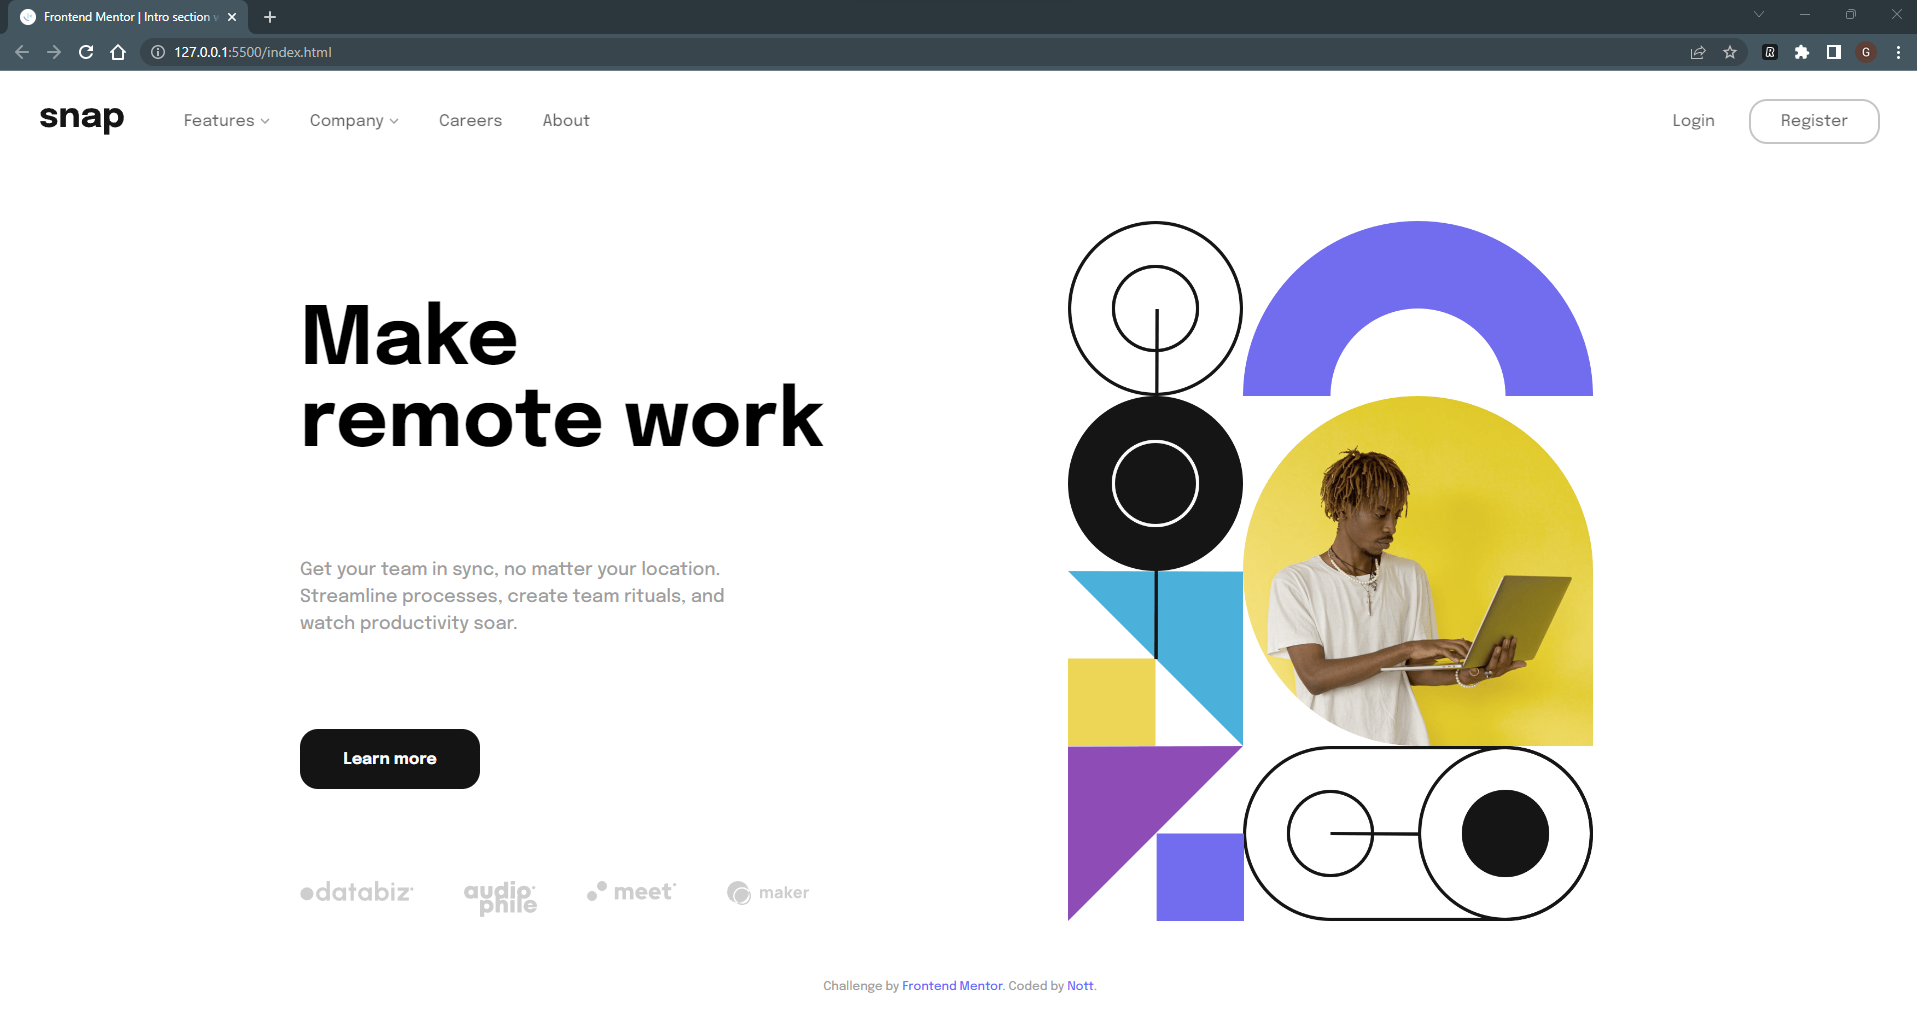 Frontend Mentor | Intro section
127.0.0.1:5500/index.html
G
snap
Features
Company
Careers
About
Login
Register
Make
remote work
Get your team in sync, no matter your location.
Streamline processes, create team rituals, and
watch productivity soar.
Learn more
databiz
audiophile
meet
maker
Challenge by Frontend Mentor. Coded by Nott.